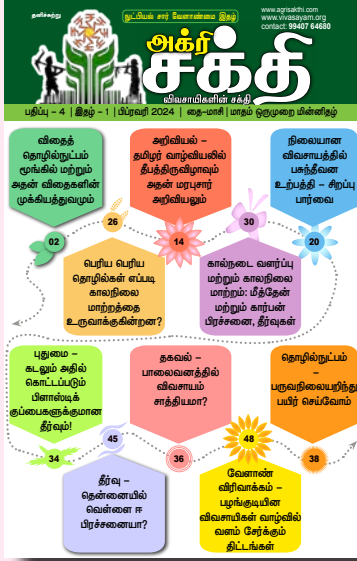 தனிச்சுற்று
நுட்பியல் சார் வேளாண்மை இதழ்
www.agrisakthi.com
www.vivasayam.org
contact: 99407 64680
அக்ரி
சக்தி
விவசாயிகளின் சக்தி
பதிப்பு – 4 | இதழ் – 1 | பிப்ரவரி 2024 | தை–மாசி | மாதம் ஒருமுறை மின்னிதழ்
விதைத்
தொழில்நுட்பம்
மூங்கில் மற்றும்
அதன் விதைகளின்
முக்கியத்துவமும்
02
26
பெரிய பெரிய
தொழில்கள் எப்படி
காலநிலை
மாற்றத்தை
உருவாக்குகின்றன?
அறிவியல் –
தமிழர் வாழ்வியலில்
தீபத்திருவிழாவும்
அதன் மரபுசார்
அறிவியலும்
14
30
கால்நடை வளர்ப்பு
மற்றும் காலநிலை
மாற்றம்: மீத்தேன்
மற்றும் கார்பன்
பிரச்சனை, தீர்வுகள்
நிலையான
விவசாயத்தில்
பசுந்தீவன
உற்பத்தி – சிறப்பு
பார்வை
20
புதுமை –
கடலும் அதில்
கொட்டப்படும்
பிளாஸ்டிக்
குப்பைகளுக்குமான
தீர்வும்!
34
45
தீர்வு –
தென்னையில்
வெள்ளை ஈ
பிரச்சனையா?
தகவல் –
பாலைவனத்தில்
விவசாயம்
சாத்தியமா?
36
48
வேளாண்
விரிவாக்கம் –
பழங்குடியின
விவசாயிகள் வாழ்வில்
வளம் சேர்க்கும்
திட்டங்கள்
தொழில்நுட்பம்
–
பருவநிலையறிந்து
பயிர் செய்வோம்
38